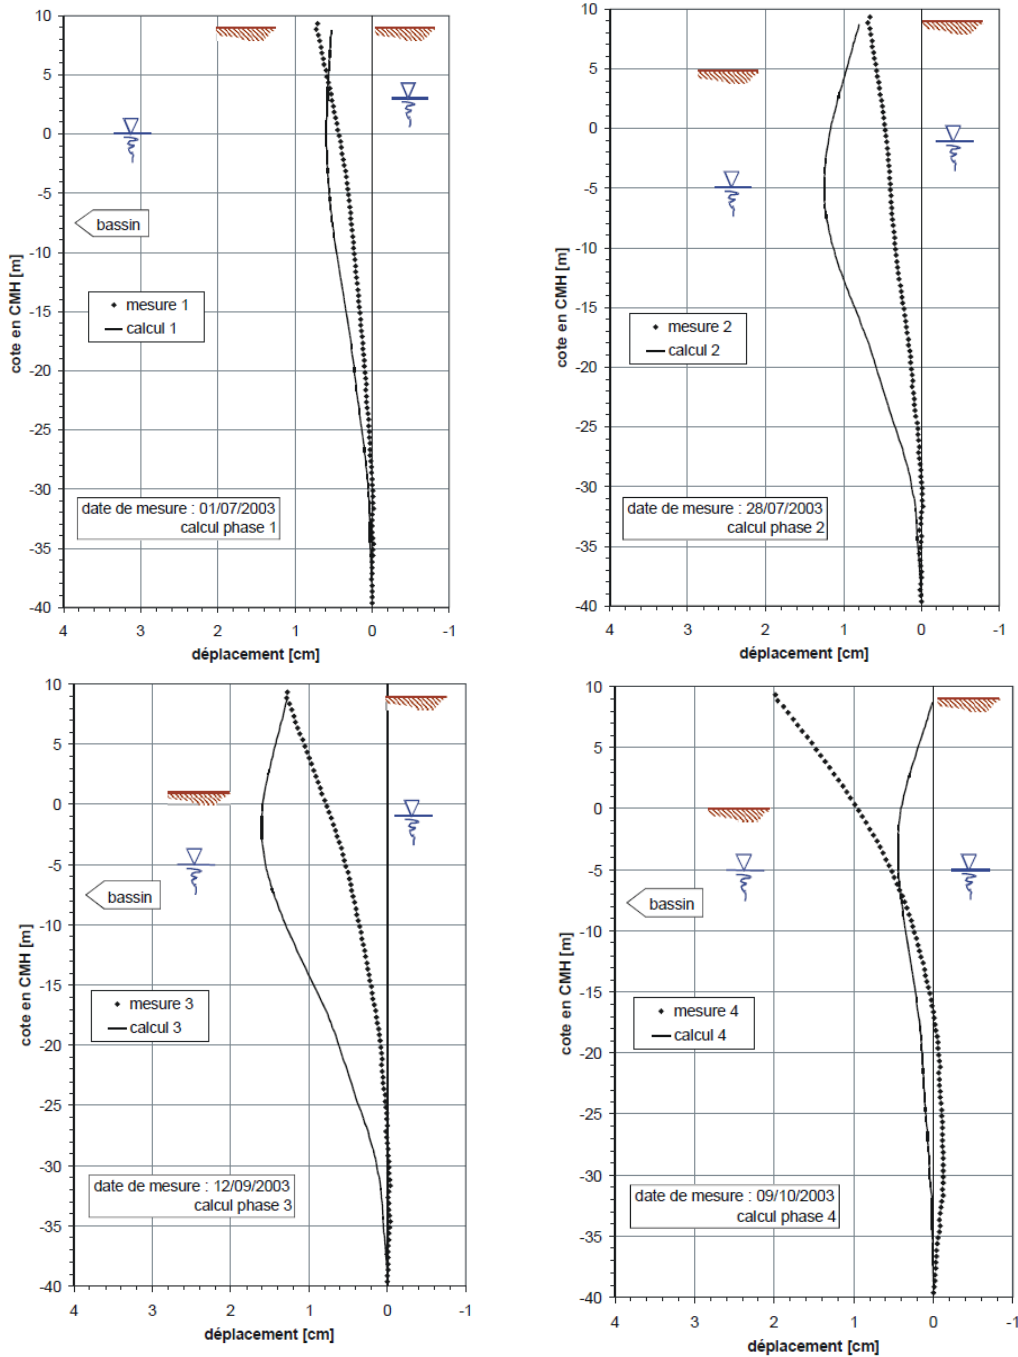 10
5
0
-5
-10
-15
-20
-25
-30
-35
-40
cote en CMH [m]
bassin
mesure 1
calcul 1
date de mesure : 01/07/2003
calcul phase 1
4 3 2 1 0 -1
déplacement [cm]
10
5
0
-5
-10
-15
-20
-25
-30
-35
-40
cote en CMH [m]
mesure 2
calcul 2
date de mesure : 28/07/2003
calcul phase 2
4 3 2 1 0 -1
déplacement [cm]
10
5
0
-5
-10
-15
-20
-25
-30
-35
-40
cote en CMH [m]
bassin
mesure 3
calcul 3
date de mesure : 12/09/2003
calcul phase 3
4 3 2 1 0 -1
déplacement [cm]
10
5
0
-5
-10
-15
-20
-25
-30
-35
-40
cote en CMH [m]
bassin
mesure 4
calcul 4
date de mesure : 09/10/2003
calcul phase 4
4 3 2 1 0 -1
déplacement [cm]